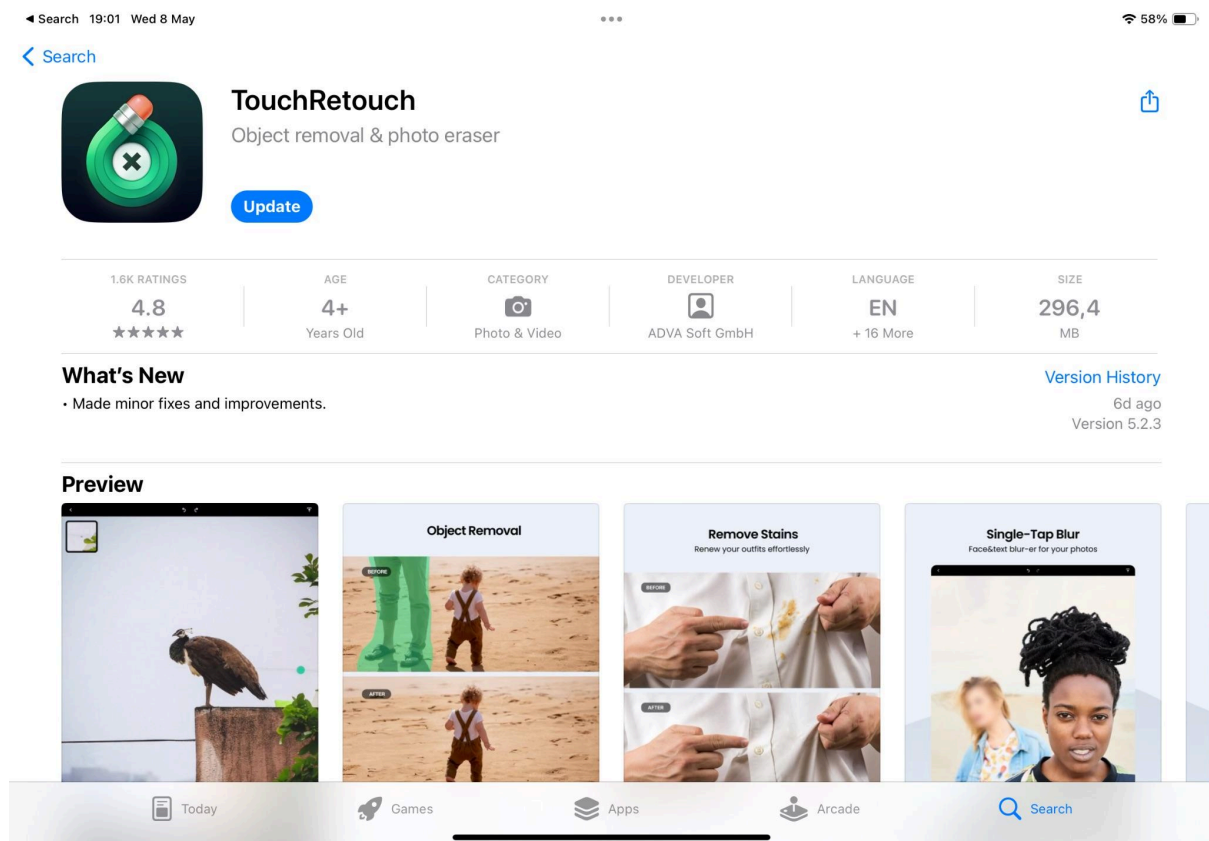 Search 19:01 Wed 8 May
58%
Search
TouchRetouch
Object removal & photo eraser
Update
1.6K RATINGS
4.8
AGE
4+
Years Old
CATEGORY
Photo & Video
DEVELOPER
ADVA Soft GmbH
LANGUAGE
EN
+ 16 More
SIZE
296,4
MB
What's New
Version History
• Made minor fixes and improvements.
6d ago
Version 5.2.3
Preview
Object Removal
BEFORE
AFTER
Remove Stains
Renew your outfits effortlessly
BEFORE
AFTER
Single-Tap Blur
Face&text blur-er for your photos
Today
Games
Apps
Arcade
Search